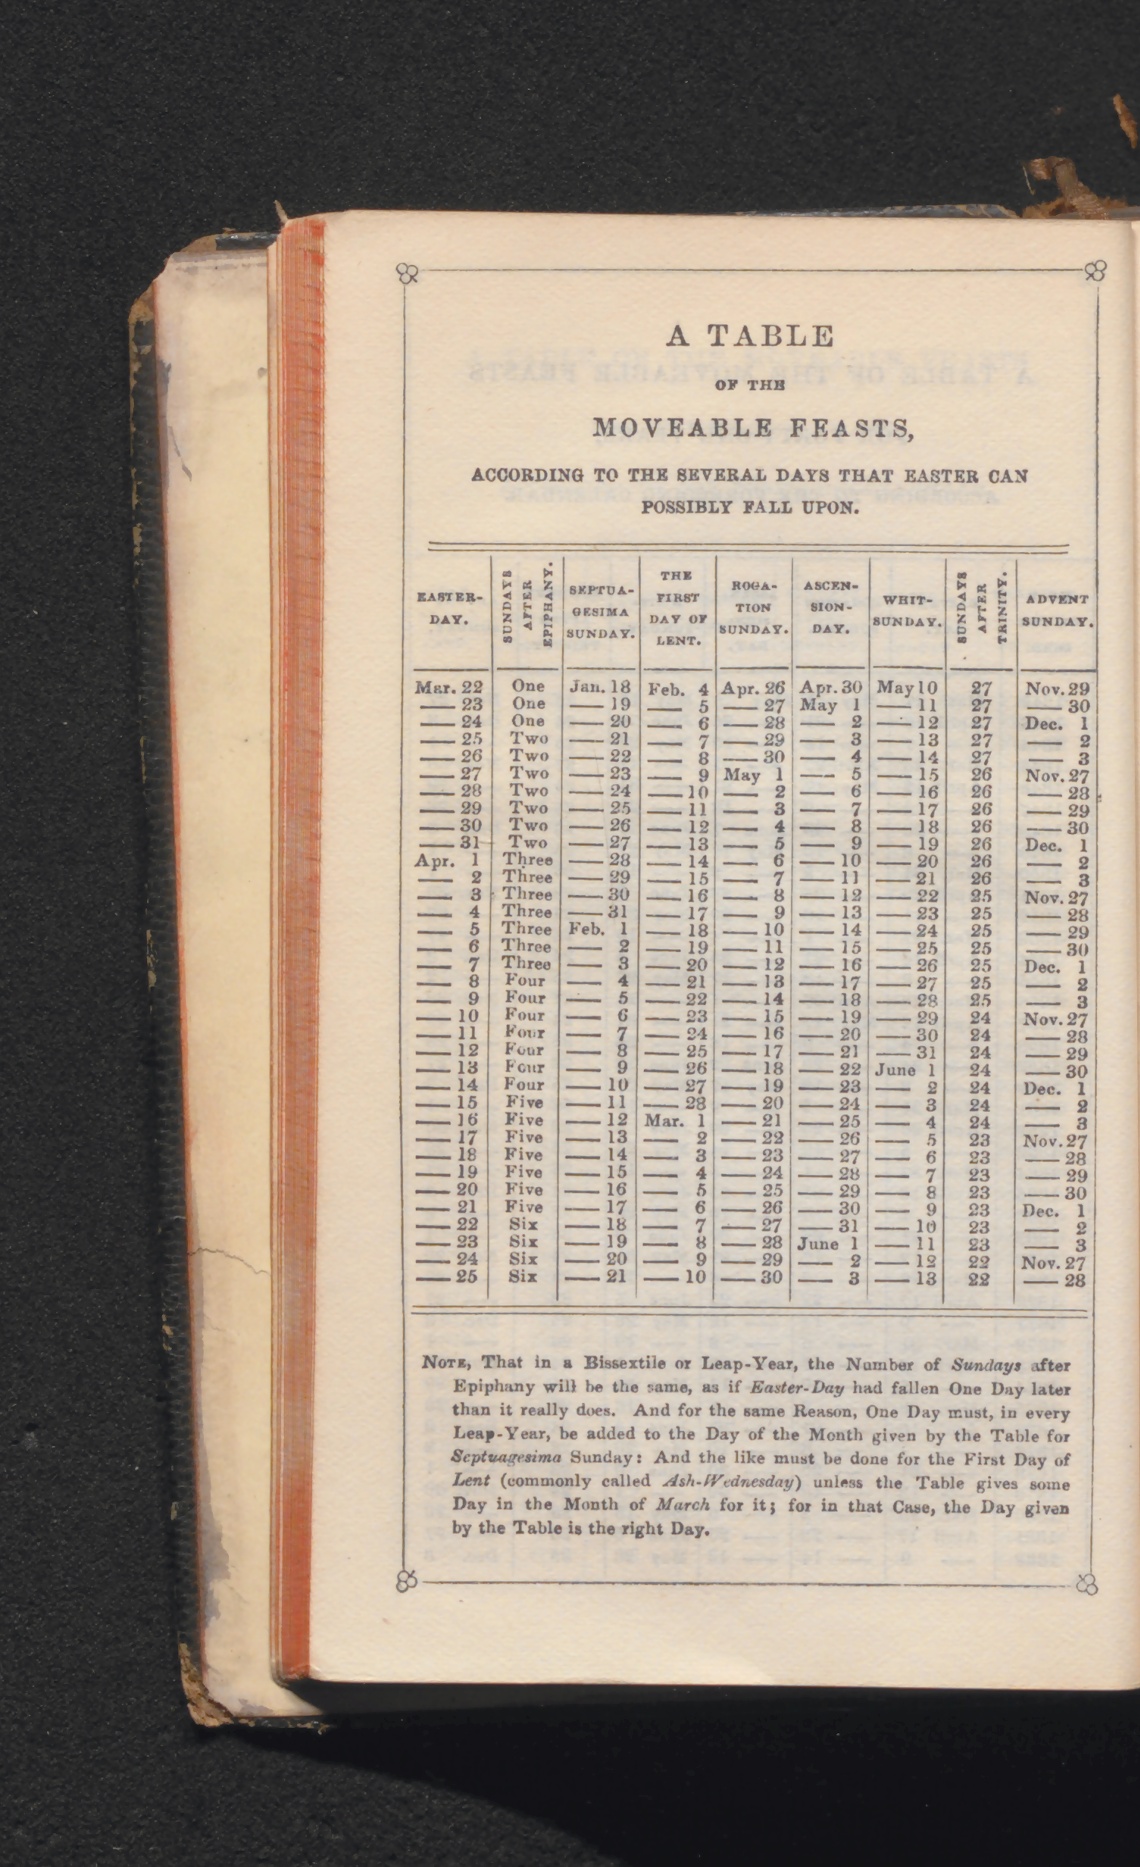 A TABLE
OF THE
MOVEABLE FEASTS,
ACCORDING TO THE SEVERAL DAYS THAT EASTER CAN
POSSIBLY FALL UPON.
EASTER-DAY. | SUNDAYS AFTER EPIPHANY. | SEPTUA-GESIMA SUNDAY. | THE FIRST DAY OF LENT. | ROGA-TION SUNDAY. | ASCEN-SION-DAY. | WHIT-SUNDAY. | SUNDAYS AFTER TRINITY. | ADVENT SUNDAY.
Mar. 22 One Jan. 18 Feb. 4 Apr. 26 Apr. 30 May 10 27 Nov. 29
— 23 One — 19 — 5 — 27 May 1 — 11 27 — 30
— 24 One — 20 — 6 — 28 — 2 — 12 27 Dec. 1
— 25 Two — 21 — 7 — 29 — 3 — 13 27 — 2
— 26 Two — 22 — 8 — 30 — 4 — 14 27 — 3
— 27 Two — 23 — 9 May 1 — 5 — 15 26 Nov. 27
— 28 Two — 24 — 10 — 2 — 6 — 16 26 — 28
— 29 Two — 25 — 11 — 3 — 7 — 17 26 — 29
— 30 Two — 26 — 12 — 4 — 8 — 18 26 — 30
— 31 Two — 27 — 13 — 5 — 9 — 19 26 Dec. 1
Apr. 1 Three — 28 — 14 — 6 — 10 — 20 26 — 2
— 2 Three — 29 — 15 — 7 — 11 — 21 26 — 3
— 3 Three — 30 — 16 — 8 — 12 — 22 25 Nov. 27
— 4 Three — 31 — 17 — 9 — 13 — 23 25 — 28
— 5 Three Feb. 1 — 18 — 10 — 14 — 24 25 — 29
— 6 Three — 2 — 19 — 11 — 15 — 25 25 — 30
— 7 Three — 3 — 20 — 12 — 16 — 26 25 Dec. 1
— 8 Four — 4 — 21 — 13 — 17 — 27 25 — 2
— 9 Four — 5 — 22 — 14 — 18 — 28 25 — 3
— 10 Four — 6 — 23 — 15 — 19 — 29 24 Nov. 27
— 11 Four — 7 — 24 — 16 — 20 — 30 24 — 28
— 12 Four — 8 — 25 — 17 — 21 — 31 24 — 29
— 13 Four — 9 — 26 — 18 — 22 June 1 24 — 30
— 14 Four — 10 — 27 — 19 — 23 — 2 24 Dec. 1
— 15 Five — 11 — 28 — 20 — 24 — 3 24 — 2
— 16 Five — 12 Mar. 1 — 21 — 25 — 4 24 — 3
— 17 Five — 13 — 2 — 22 — 26 — 5 23 Nov. 27
— 18 Five — 14 — 3 — 23 — 27 — 6 23 — 28
— 19 Five — 15 — 4 — 24 — 28 — 7 23 — 29
— 20 Five — 16 — 5 — 25 — 29 — 8 23 — 30
— 21 Five — 17 — 6 — 26 — 30 — 9 23 Dec. 1
— 22 Six — 18 — 7 — 27 — 31 — 10 23 — 2
— 23 Six — 19 — 8 — 28 June 1 — 11 23 — 3
— 24 Six — 20 — 9 — 29 — 2 — 12 22 Nov. 27
— 25 Six — 21 — 10 — 30 — 3 — 13 22 — 28
NOTE, That in a Bissextile or Leap-Year, the Number of Sundays after
Epiphany will be the same, as if Easter-Day had fallen One Day later
than it really does. And for the same Reason, One Day must, in every
Leap-Year, be added to the Day of the Month given by the Table for
Septuagesima Sunday: And the like must be done for the First Day of
Lent (commonly called Ash-Wednesday) unless the Table gives some
Day in the Month of March for it; for in that Case, the Day given
by the Table is the right Day.